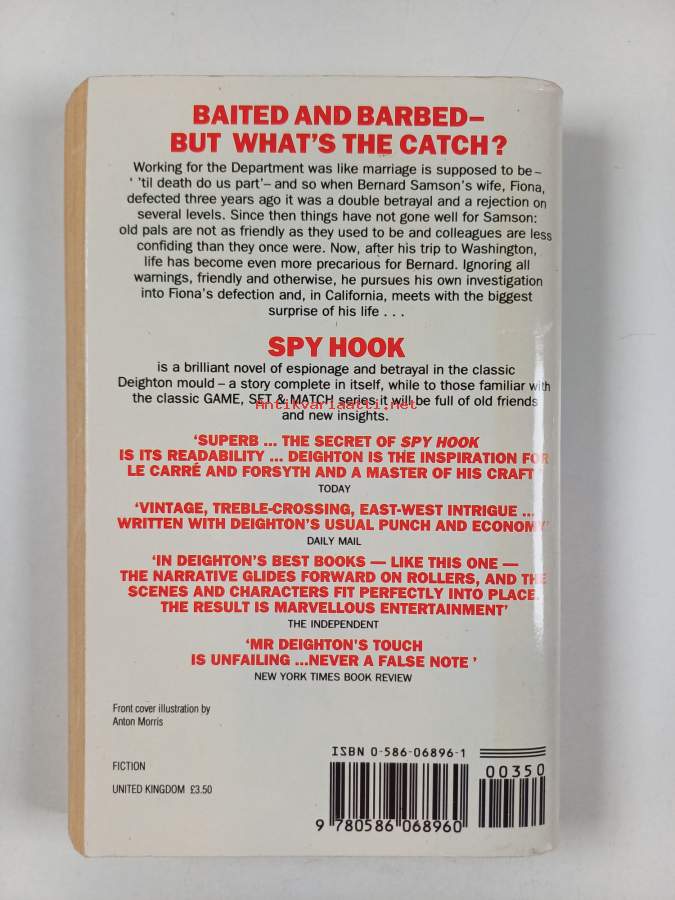 BAITED AND BARBED–
BUT WHAT'S THE CATCH?
Working for the Department was like marriage is supposed to be –
' 'til death do us part' – and so when Bernard Samson's wife, Fiona,
defected three years ago it was a double betrayal and a rejection on
several levels. Since then things have not gone well for Samson:
old pals are not as friendly as they used to be and colleagues are less
confiding than they once were. Now, after his trip to Washington,
life has become even more precarious for Bernard. Ignoring all
warnings, friendly and otherwise, he pursues his own investigation
into Fiona's defection and, in California, meets with the biggest
surprise of his life . . .
SPY HOOK
is a brilliant novel of espionage and betrayal in the classic
Deighton mould – a story complete in itself, while to those familiar with
the classic GAME, SET & MATCH series it will be full of old friends
Antikvariaatti.net
and new insights.
'SUPERB ... THE SECRET OF SPY HOOK
IS ITS READABILITY ... DEIGHTON IS THE INSPIRATION FOR
LE CARRÉ AND FORSYTH AND A MASTER OF HIS CRAFT'
TODAY
'VINTAGE, TREBLE-CROSSING, EAST-WEST INTRIGUE ...
WRITTEN WITH DEIGHTON'S USUAL PUNCH AND ECONOMY'
DAILY MAIL
'IN DEIGHTON'S BEST BOOKS — LIKE THIS ONE —
THE NARRATIVE GLIDES FORWARD ON ROLLERS, AND THE
SCENES AND CHARACTERS FIT PERFECTLY INTO PLACE.
THE RESULT IS MARVELLOUS ENTERTAINMENT'
THE INDEPENDENT
'MR DEIGHTON'S TOUCH
IS UNFAILING ...NEVER A FALSE NOTE '
NEW YORK TIMES BOOK REVIEW
Front cover illustration by
Anton Morris
FICTION
UNITED KINGDOM £3.50
ISBN 0-586-06896-1
00350
9 780586 068960